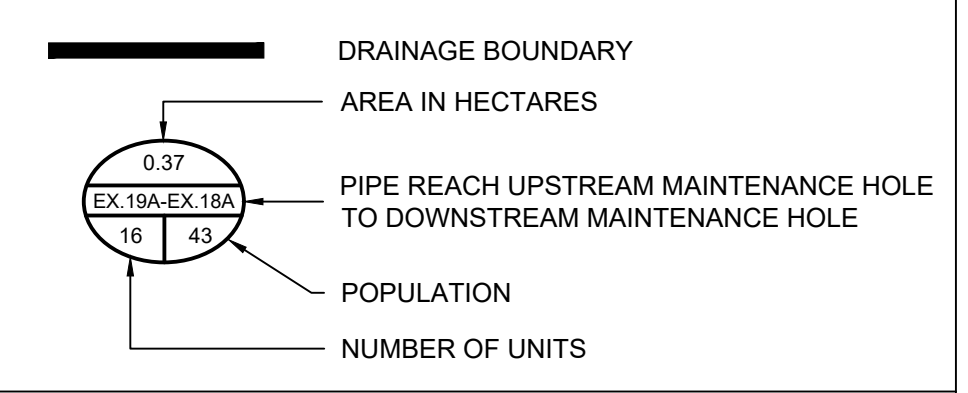 DRAINAGE BOUNDARY
AREA IN HECTARES
0.37
EX.19A-EX.18A
PIPE REACH UPSTREAM MAINTENANCE HOLE
TO DOWNSTREAM MAINTENANCE HOLE
16 43
POPULATION
NUMBER OF UNITS